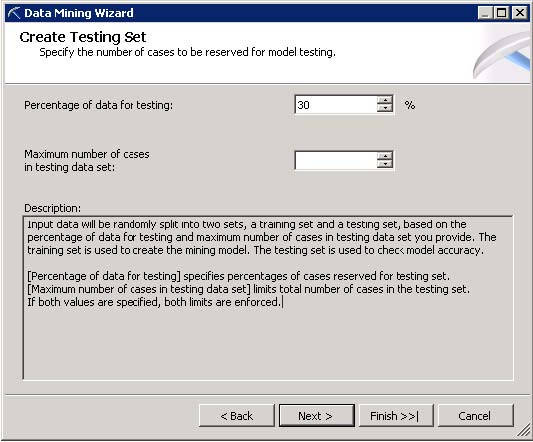 Data Mining Wizard
Create Testing Set
Specify the number of cases to be reserved for model testing.
Percentage of data for testing:
30
%
Maximum number of cases
in testing data set:
Description:
Input data will be randomly split into two sets, a training set and a testing set, based on the
percentage of data for testing and maximum number of cases in testing data set you provide. The
training set is used to create the mining model. The testing set is used to check model accuracy.
[Percentage of data for testing] specifies percentages of cases reserved for testing set.
[Maximum number of cases in testing data set] limits total number of cases in the testing set.
If both values are specified, both limits are enforced.
< Back
Next >
Finish >>|
Cancel